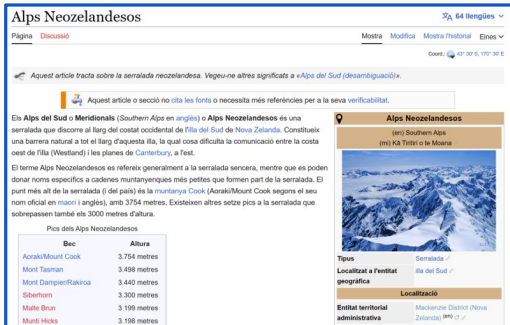 Alps Neozelandesos
64 llengües
Pàgina Discussió
Mostra Modifica Mostra l'historial Eines
Coord.: 43° 30′ S, 170° 30′ E
Aquest article tracta sobre la serralada neozelandesa. Vegeu-ne altres significats a «Alps del Sud (desambiguació)».
Aquest article o secció no cita les fonts o necessita més referències per a la seva verificabilitat.
Els Alps del Sud o Meridionals (Southern Alps en anglès) o Alps Neozelandesos és una
serralada que discorre al llarg del costat occidental de l'illa del Sud de Nova Zelanda. Constitueix
una barrera natural a tot el llarg d'aquesta illa, la qual cosa dificulta la comunicació entre la costa
oest de l'illa (Westland) i les planes de Canterbury, a l'est.
El terme Alps Neozelandesos es refereix generalment a la serralada sencera, mentre que es poden
donar noms específics a cadenes muntanyenques més petites que formen part de la serralada. El
punt més alt de la serralada (i del país) és la muntanya Cook (Aoraki/Mount Cook segons el seu
nom oficial en maori i anglès), amb 3754 metres. Existeixen altres setze pics a la serralada que
sobrepassen també els 3000 metres d'altura.
Pics dels Alps Neozelandesos
Bec Altura
Aoraki/Mount Cook 3.754 metres
Mont Tasman 3.498 metres
Mont Dampier/Rakiroa 3.440 metres
Siberhorn 3.300 metres
Malte Brun 3.199 metres
Munti Hicks 3.198 metres
Alps Neozelandesos
(en) Southern Alps
(mi) Kā Tiritiri o te Moana
Tipus Serralada
Localitzat a l'entitat geogràfica illa del Sud
Localització
Entitat territorial administrativa Mackenzie District (Nova Zelanda) (en)